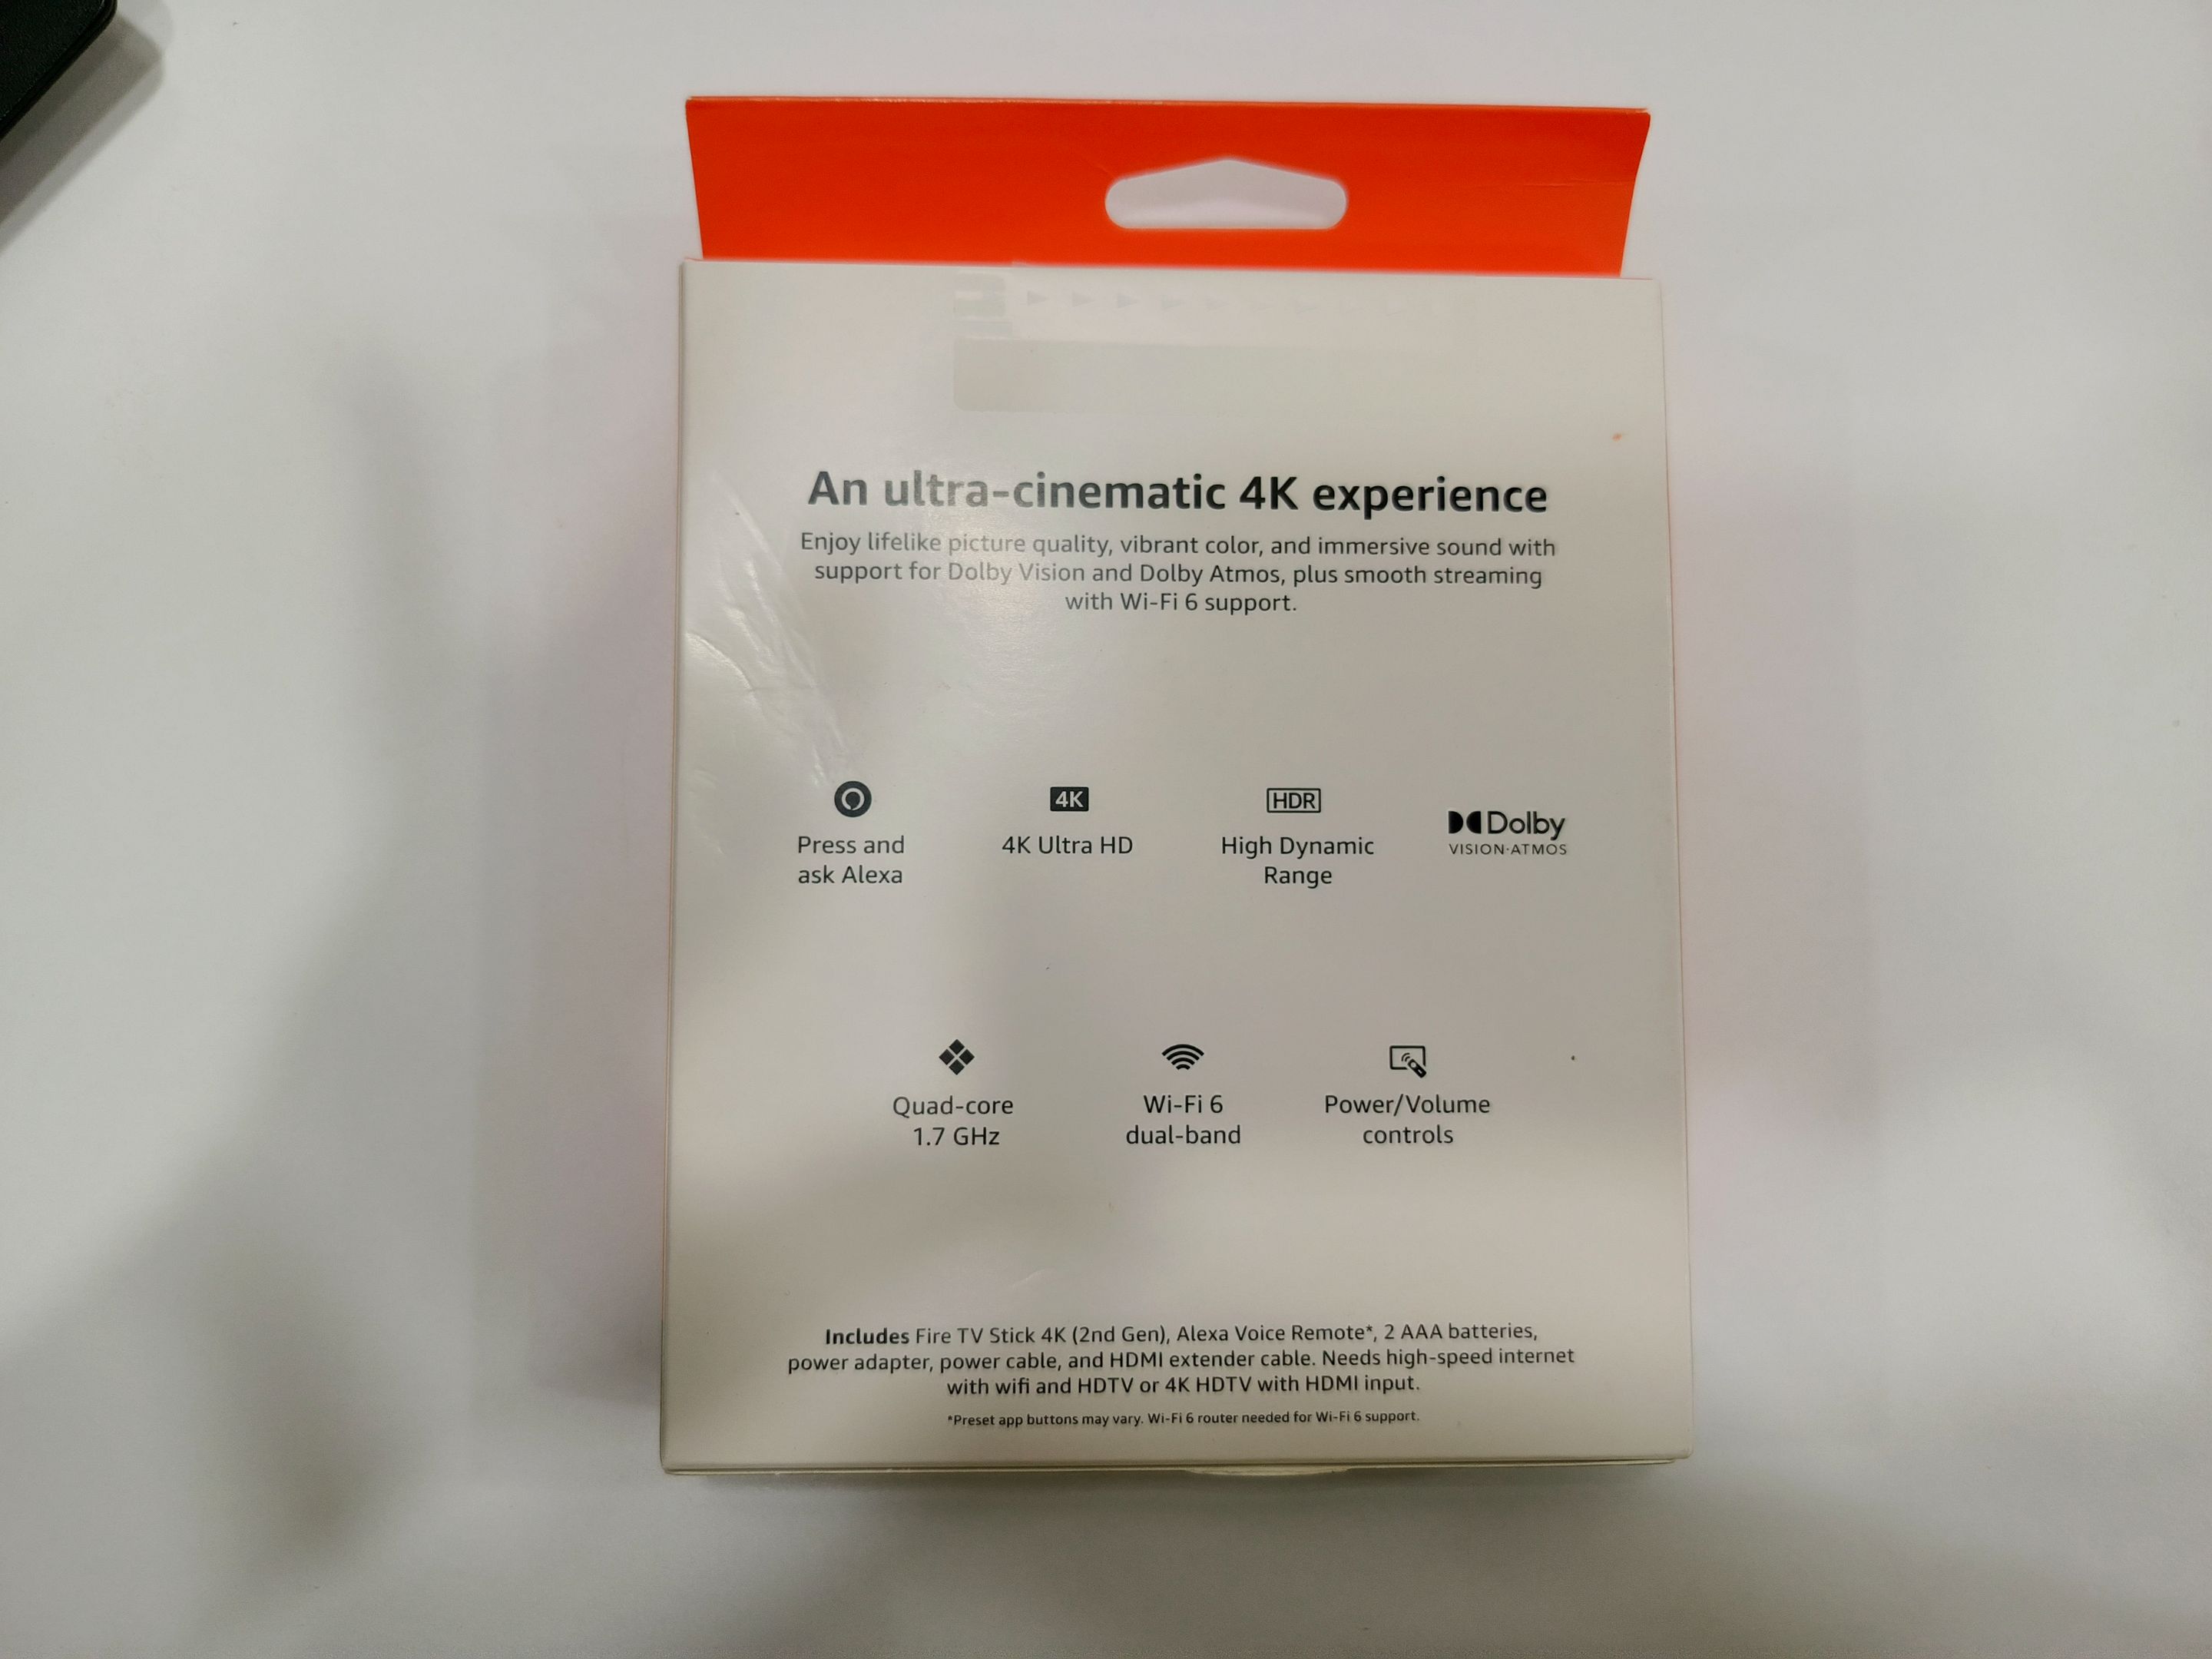 An ultra-cinematic 4K experience
Enjoy lifelike picture quality, vibrant color, and immersive sound with
support for Dolby Vision and Dolby Atmos, plus smooth streaming
with Wi-Fi 6 support.
4K
HDR
Press and
ask Alexa
4K Ultra HD
High Dynamic
Range
Dolby
VISION·ATMOS
Quad-core
1.7 GHz
Wi-Fi 6
dual-band
Power/Volume
controls
Includes Fire TV Stick 4K (2nd Gen), Alexa Voice Remote*, 2 AAA batteries,
power adapter, power cable, and HDMI extender cable. Needs high-speed internet
with wifi and HDTV or 4K HDTV with HDMI input.
*Preset app buttons may vary. Wi-Fi 6 router needed for Wi-Fi 6 support.